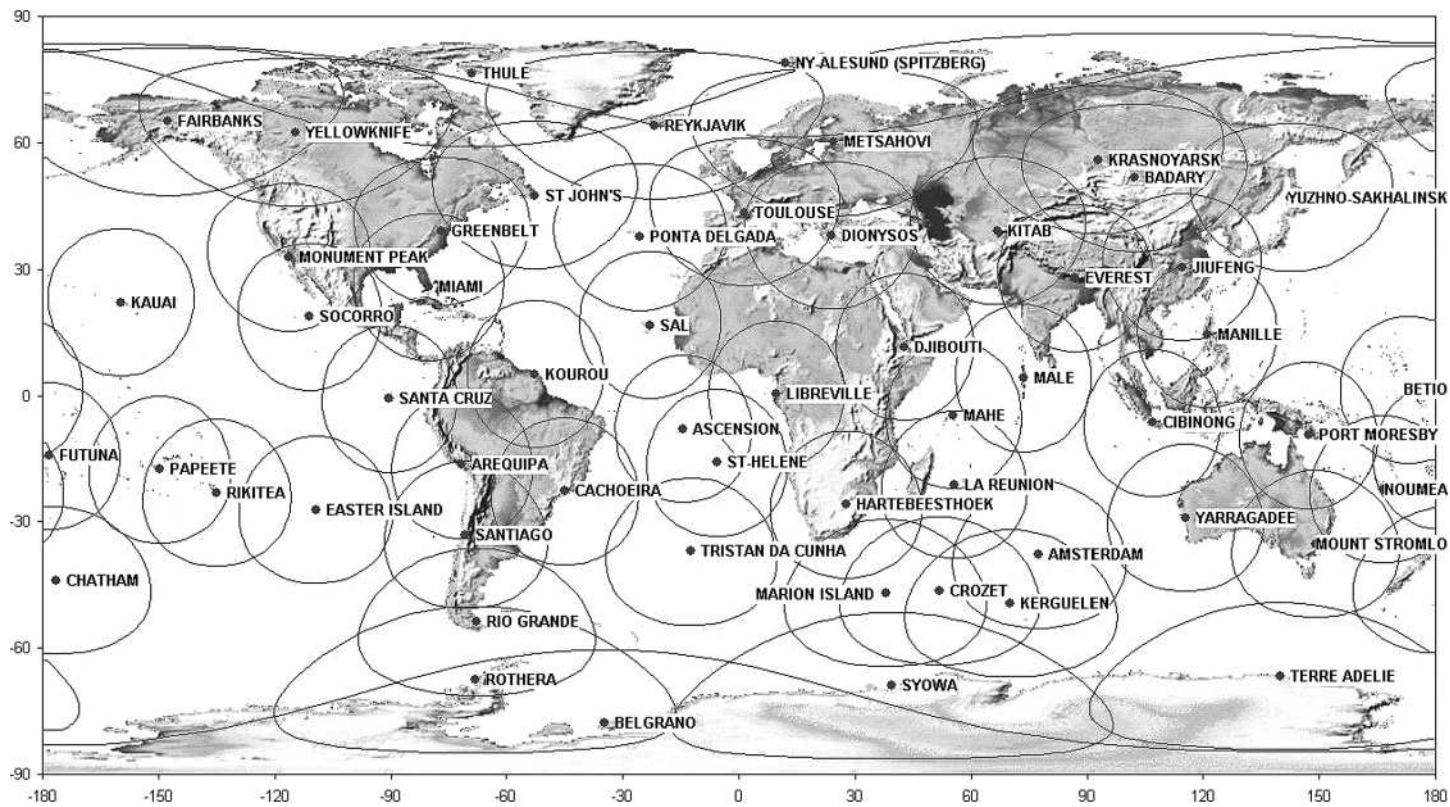 90
NY-ALESUND (SPITZBERG)
THULE
FAIRBANKS
REYKJAVIK
YELLOWKNIFE
60
METSAHOVI
KRASNOYARSK
BADARY
ST JOHN'S
YUZHNO-SAKHALINSK
TOULOUSE
GREENBELT
PONTA DELGADA
DIONYSOS
KITAB
MONUMENT PEAK
30
JIUFENG
EVEREST
MIAMI
KAUAI
SOCORRO
SAL
MANILLE
DJIBOUTI
KOUROU
MALE
BETIO
0
SANTA CRUZ
LIBREVILLE
MAHE
CIBINONG
ASCENSION
PORT MORESBY
FUTUNA
PAPEETE
AREQUIPA
ST-HELENE
RIKITEA
CACHOEIRA
LA REUNION
NOUMEA
EASTER ISLAND
HARTEBEESTHOEK
YARRAGADEE
-30
SANTIAGO
MOUNT STROMLO
TRISTAN DA CUNHA
AMSTERDAM
CHATHAM
MARION ISLAND
CROZET
KERGUELEN
RIO GRANDE
-60
ROTHERA
SYOWA
TERRE ADELIE
BELGRANO
-90
-180 -150 -120 -90 -60 -30 0 30 60 90 120 150 180